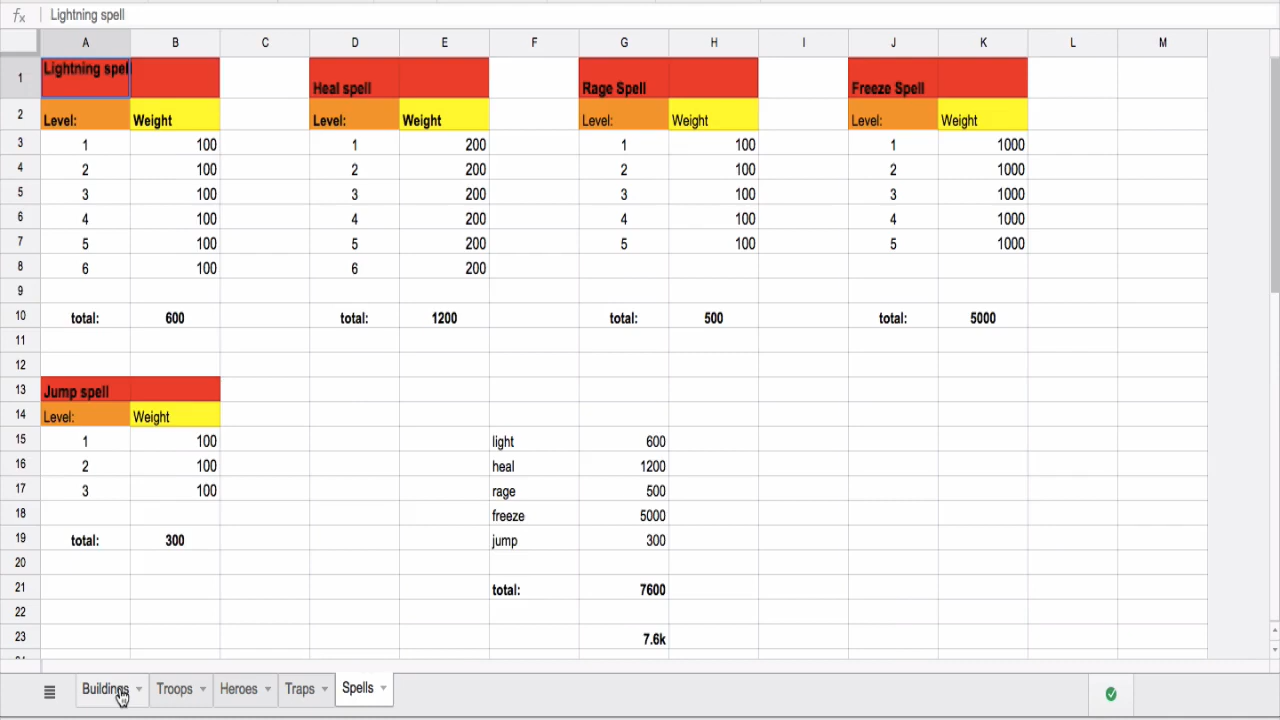 fx Lightning spell
A B C D E F G H I J K L M
1 Lightning spell Heal spell Rage Spell Freeze Spell
2 Level: Weight Level: Weight Level: Weight Level: Weight
3 1 100 1 200 1 100 1 1000
4 2 100 2 200 2 100 2 1000
5 3 100 3 200 3 100 3 1000
6 4 100 4 200 4 100 4 1000
7 5 100 5 200 5 100 5 1000
8 6 100 6 200
9
10 total: 600 total: 1200 total: 500 total: 5000
11
12
13 Jump spell
14 Level: Weight
15 1 100 light 600
16 2 100 heal 1200
17 3 100 rage 500
18 freeze 5000
19 total: 300 jump 300
20
21 total: 7600
22
23 7.6k
Buildings Troops Heroes Traps Spells